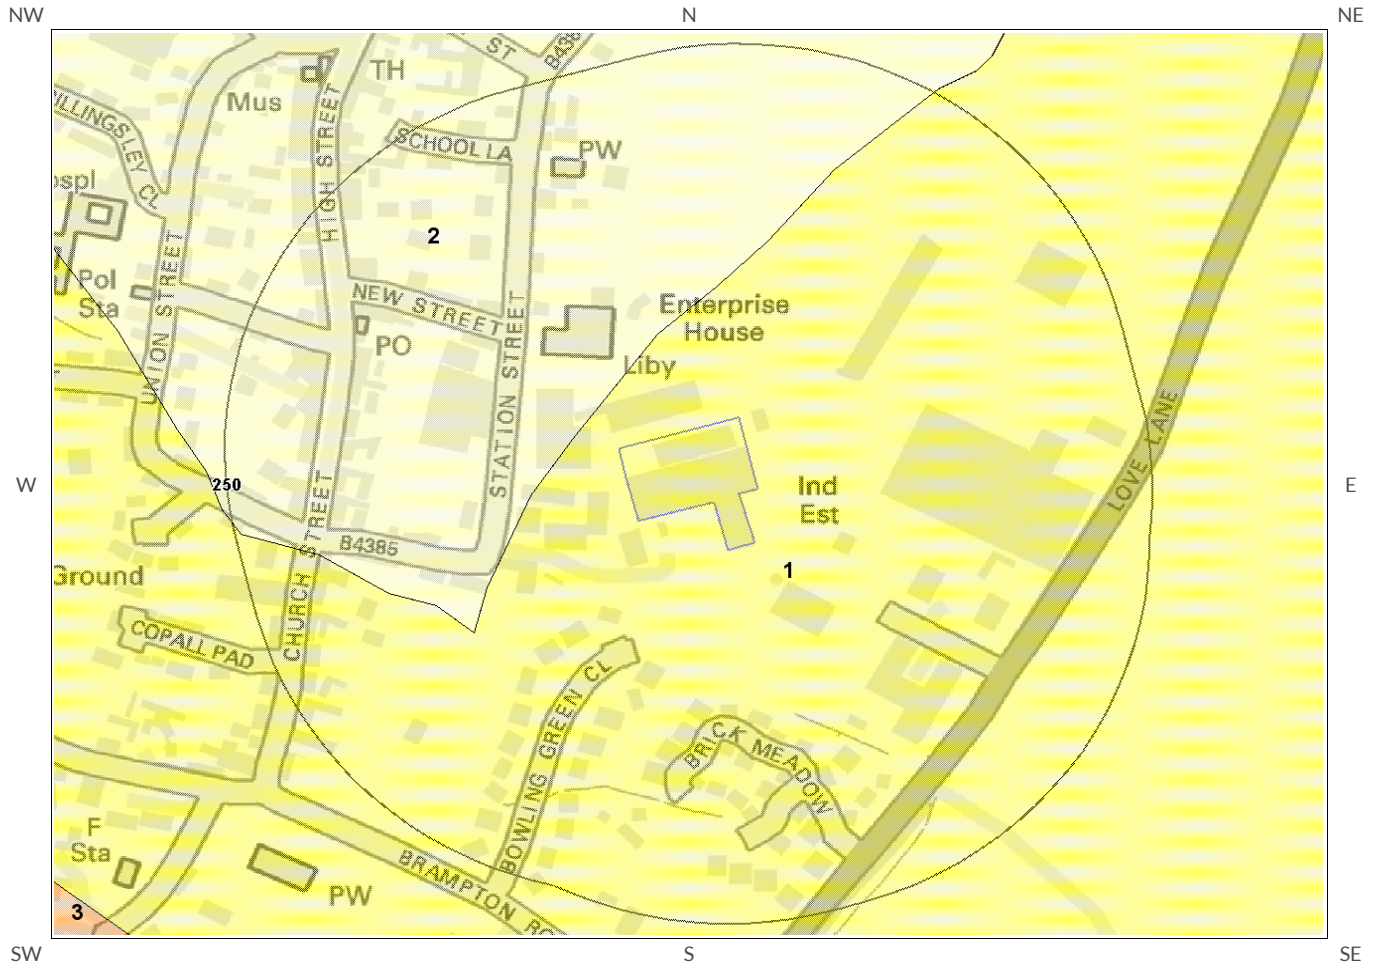 NW
N
NE
ST
B438
TH
Mus
ILLINGSLEY CL
HIGH STREET
SCHOOL LA
PW
ospl
2
UNION STREET
Pol
Sta
NEW STREET
STATION STREET
Enterprise
House
PO
Liby
LOVE LANE
W
250
Ind
Est
E
CHURCH STREET
B4385
1
Ground
COPALL PAD
BOWLING GREEN CL
BRICK MEADOW
F
Sta
BRAMPTON RO
PW
3
SW
S
SE